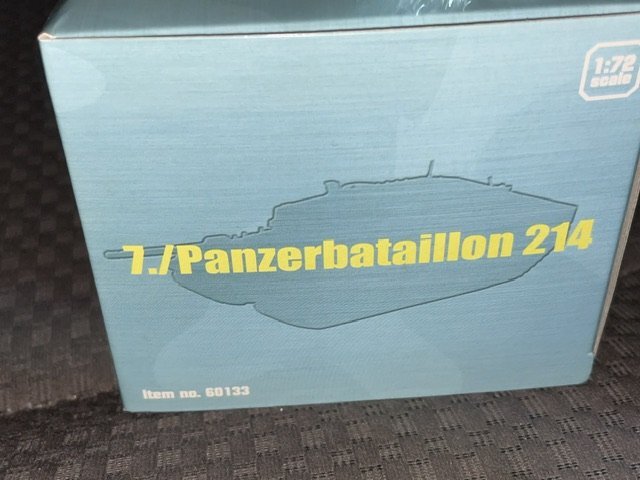 1:72
scale
7./Panzerbataillon 214
Item no. 60133